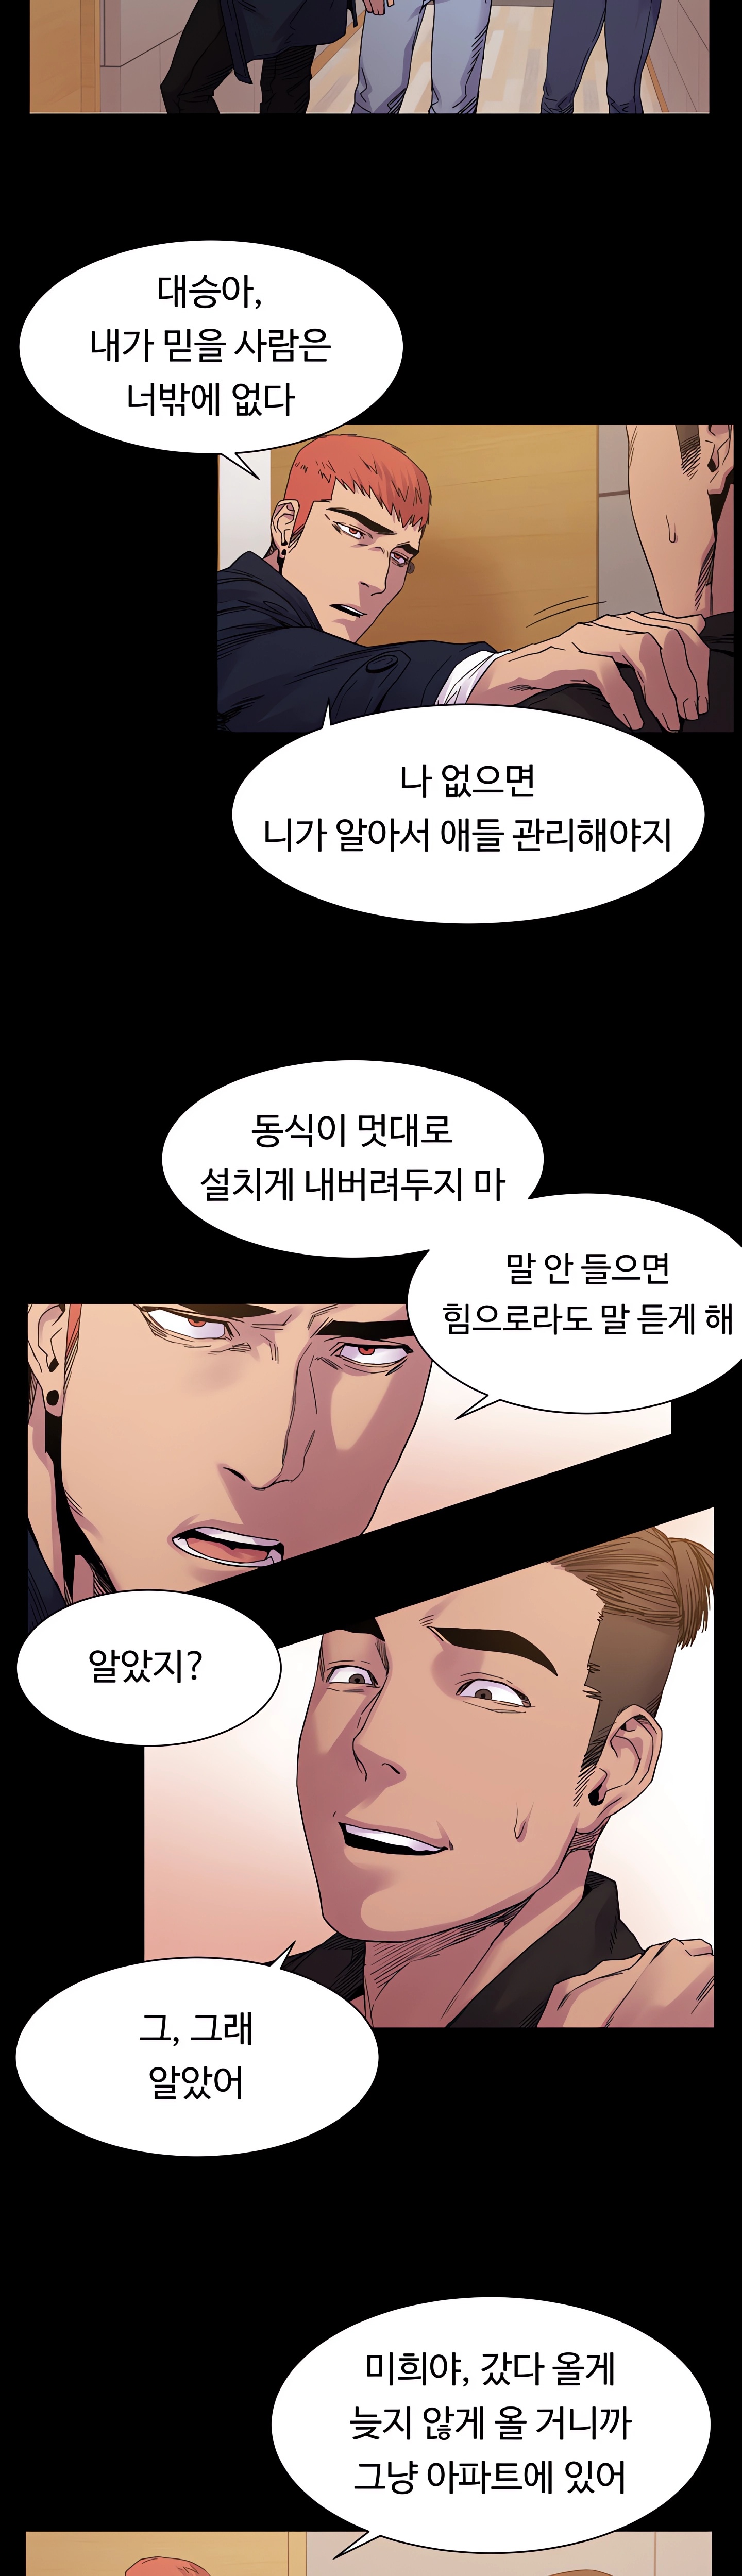 대승아,
내가 믿을 사람은
너밖에 없다
나 없으면
니가 알아서 애들 관리해야지
동식이 멋대로
설치게 내버려두지 마
말 안 들으면
힘으로라도 말 듣게 해
알았지?
그, 그래
알았어
미희야, 갔다 올게
늦지 않게 올 거니까
그냥 아파트에 있어